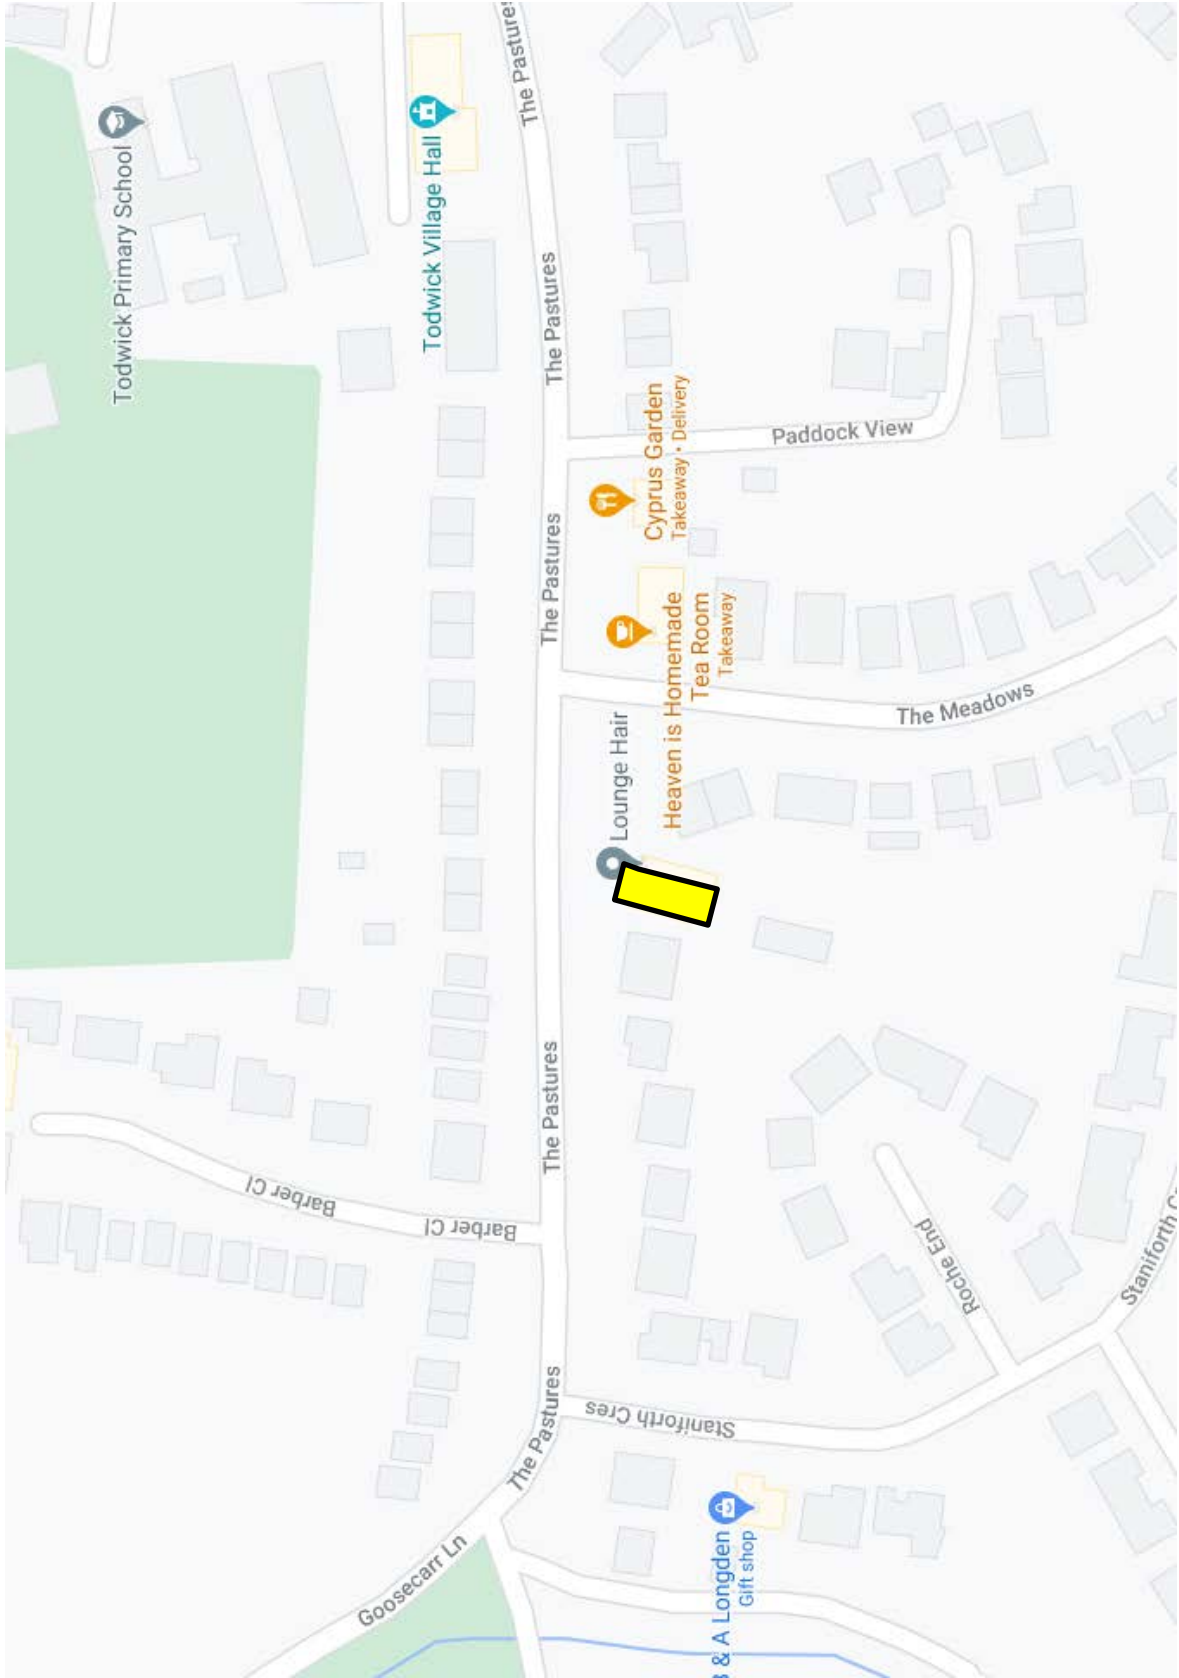 Todwick Primary School
Todwick Village Hall
The Pastures
The Pastures
The Pastures
The Pastures
The Pastures
Paddock View
Cyprus Garden
Takeaway • Delivery
Heaven is Homemade
Tea Room
Takeaway
The Meadows
Lounge Hair
Barber Cl
Barber Cl
Roche End
Staniforth Cres
Staniforth C
Goosecarr Ln
& A Longden
Gift shop